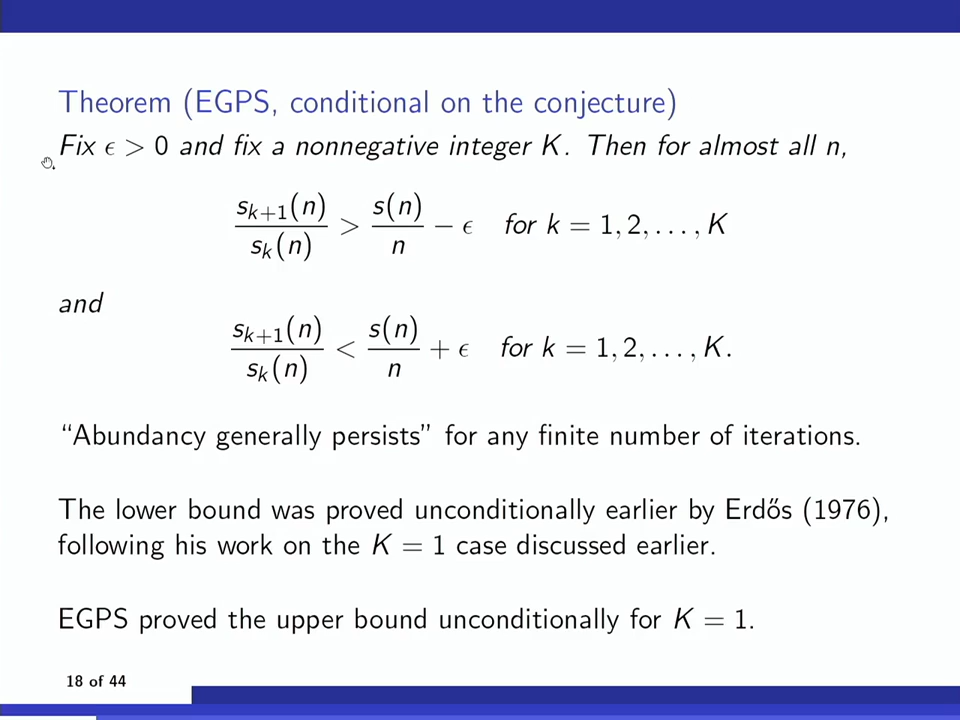 Theorem (EGPS, conditional on the conjecture)
Fix ϵ > 0 and fix a nonnegative integer K. Then for almost all n,
s_{k+1}(n)/s_k(n) > s(n)/n − ϵ for k = 1, 2, . . . , K
and
s_{k+1}(n)/s_k(n) < s(n)/n + ϵ for k = 1, 2, . . . , K.
“Abundancy generally persists” for any finite number of iterations.
The lower bound was proved unconditionally earlier by Erdős (1976),
following his work on the K = 1 case discussed earlier.
EGPS proved the upper bound unconditionally for K = 1.
18 of 44